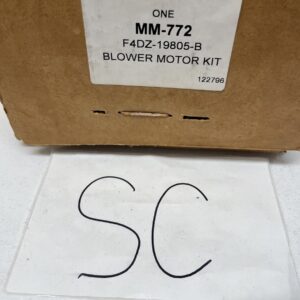 ONE
MM-772
F4DZ-19805-B
BLOWER MOTOR KIT
122796
SC